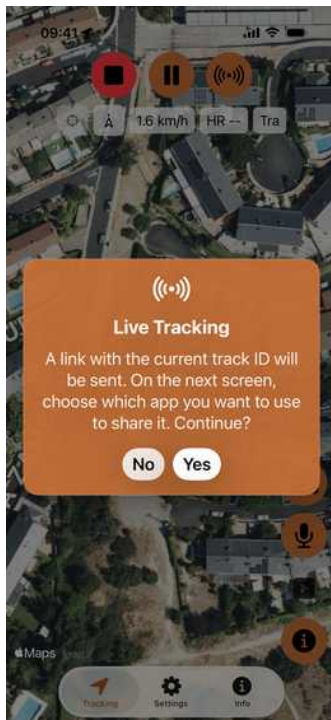 09:41
1.6 km/h HR -- Tra
Live Tracking
A link with the current track ID will
be sent. On the next screen,
choose which app you want to use
to share it. Continue?
No Yes
Maps
Tracking Settings Info